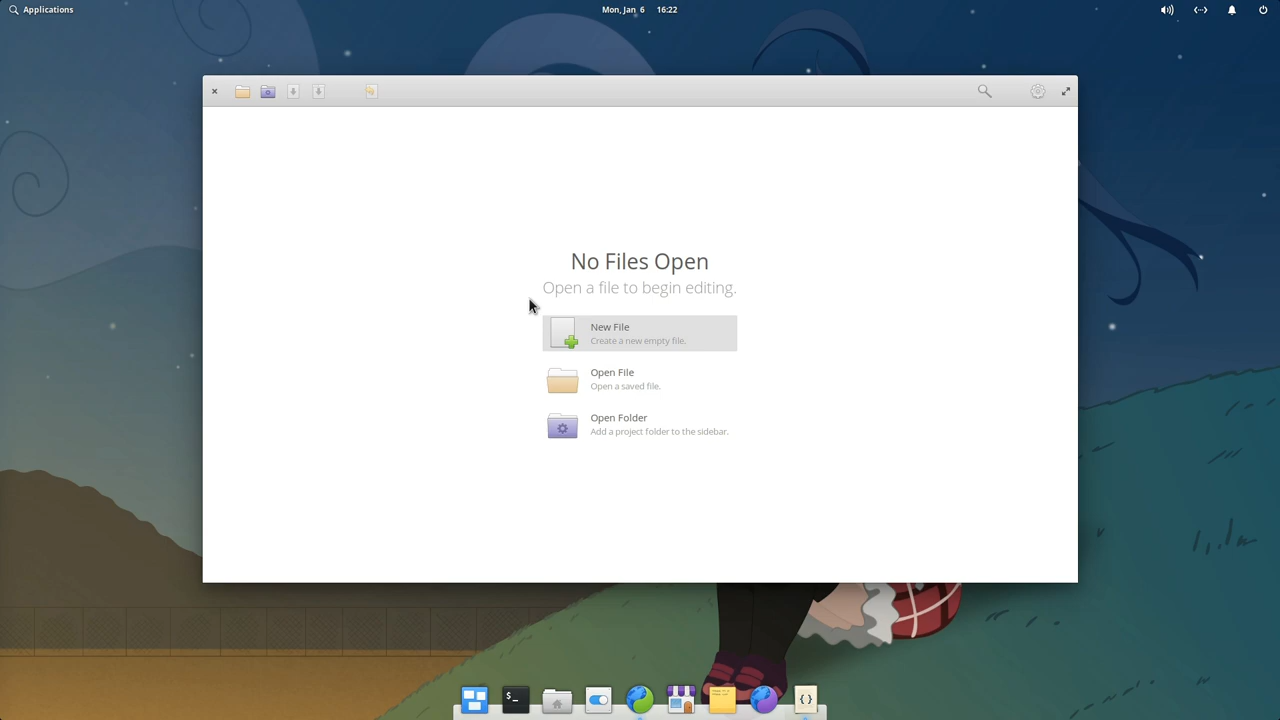 Applications
Mon, Jan 6 16:22
No Files Open
Open a file to begin editing.
New File
Create a new empty file.
Open File
Open a saved file.
Open Folder
Add a project folder to the sidebar.
$_
{}